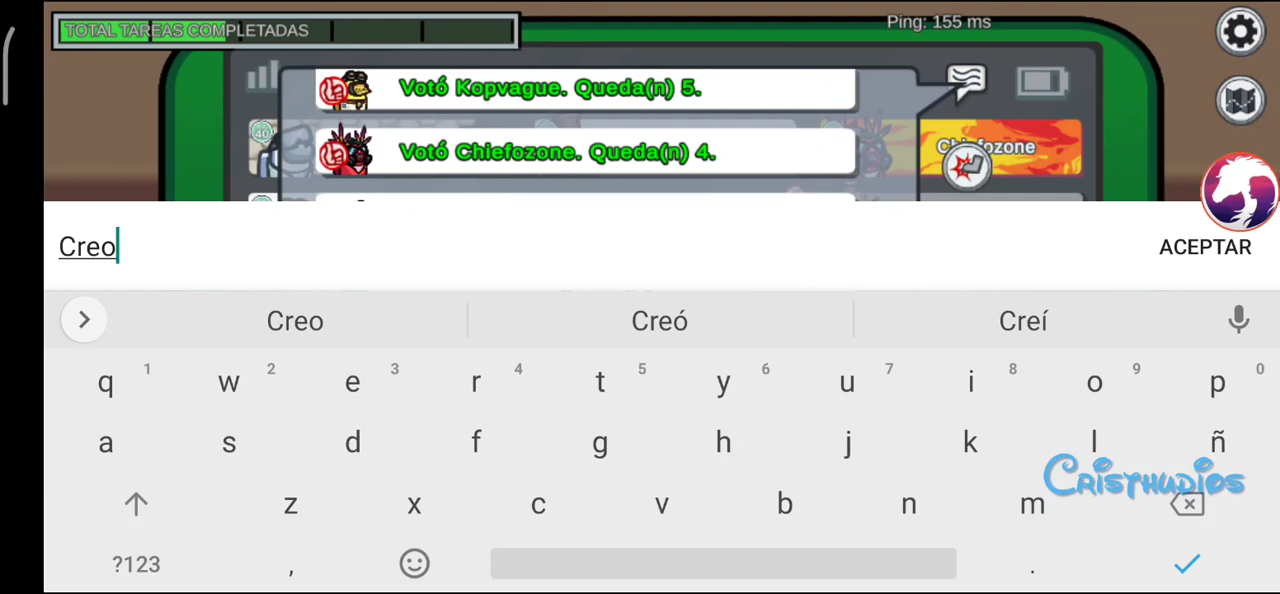 TOTAL TAREAS COMPLETADAS
Ping: 155 ms
Votó Kopvague. Queda(n) 5.
40
Votó Chiefozone. Queda(n) 4.
Chiefozone
Creo
ACEPTAR
Creo Creó Creí
q 1 w 2 e 3 r 4 t 5 y 6 u 7 i 8 o 9 p 0
a s d f g h j k l ñ
Cristhudios
z x c v b n m
?123 , .